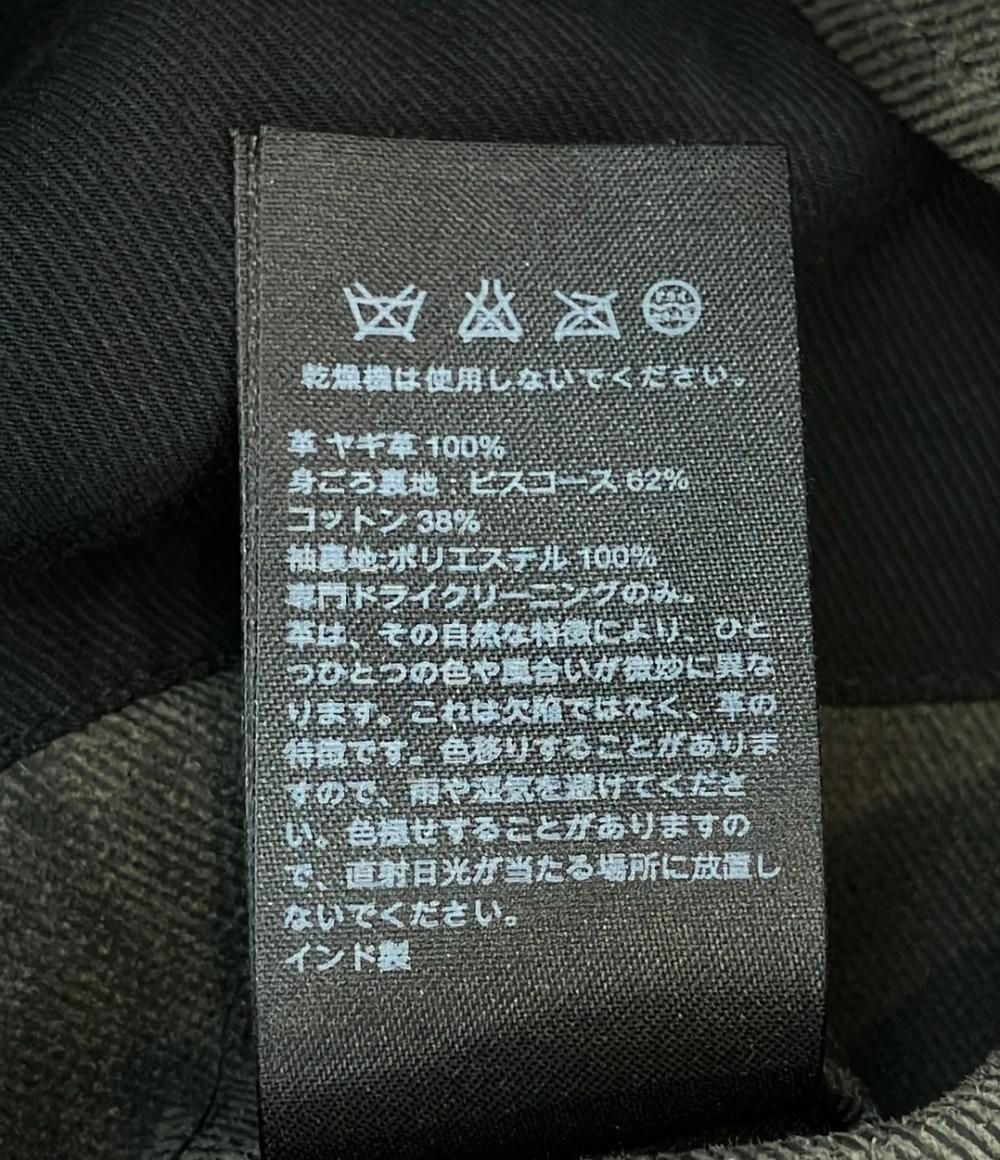 乾燥機は使用しないでください。
革 ヤギ革 100%
身ごろ裏地：ビスコース 62%
コットン 38%
袖裏地:ポリエステル 100%
専門ドライクリーニングのみ。
革は、その自然な特徴により、ひと
つひとつの色や風合いが微妙に異な
ります。これは欠陥ではなく、革の
特徴です。色移りすることがありま
すので、雨や湿気を避けてくださ
い。色褪せすることがありますの
で、直射日光が当たる場所に放置し
ないでください。
インド製